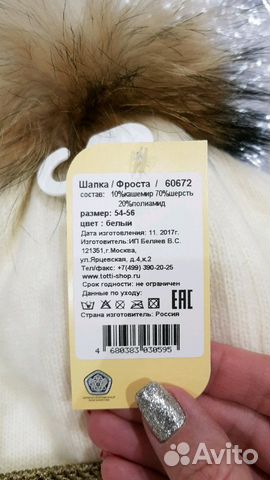 Шапка / Фроста / 60672
состав: 10%кашемир 70%шерсть
20%полиамид
размер: 54-56
цвет : белый
Дата изготовления: 11. 2017г.
Изготовитель:ИП Беляев В.С.
121351,г.Москва,
ул.Ярцевская, д.4,к.2
Тел/факс: +7(499) 390-20-25
www.totti-shop.ru
Срок годности: не ограничен
Данные по уходу:
EAC
Страна изготовитель: Россия
4 680383 030595
Avito